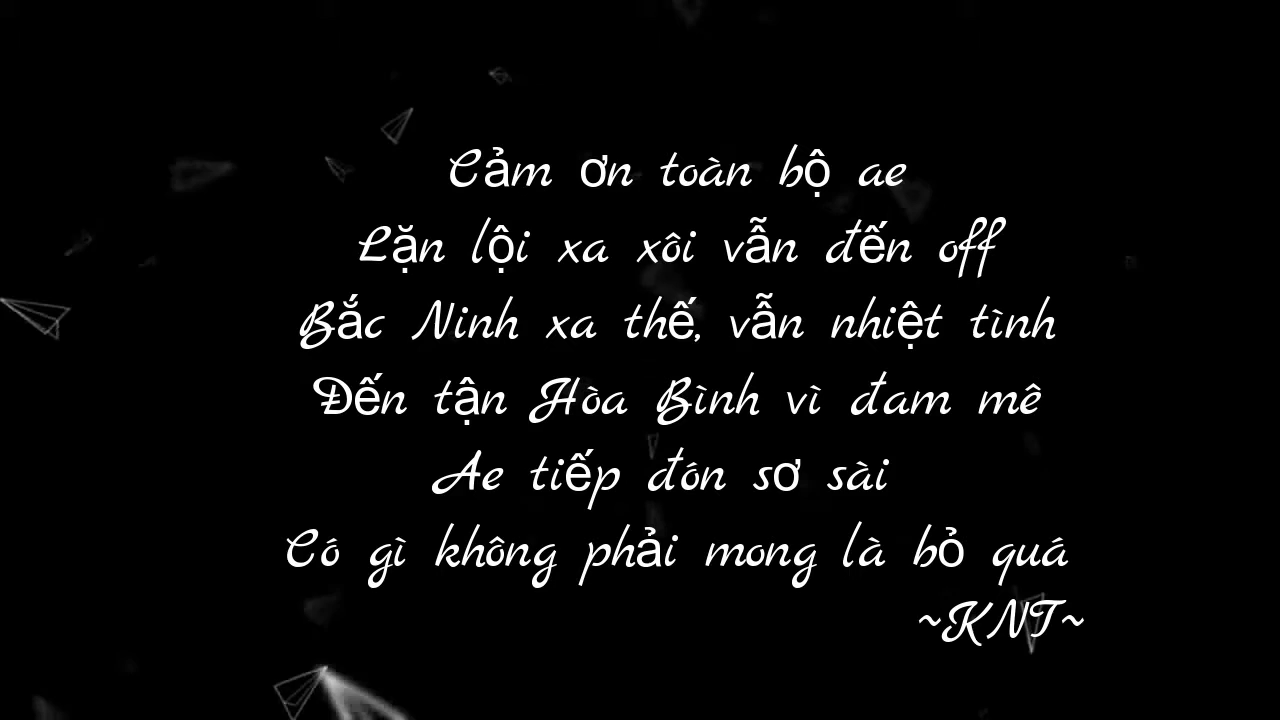 Cảm ơn toàn bộ ae
Lặn lội xa xôi vẫn đến off
Bắc Ninh xa thế, vẫn nhiệt tình
Đến tận Hòa Bình vì đam mê
Ae tiếp đón sơ sài
Có gì không phải mong là bỏ quá
~KNT~